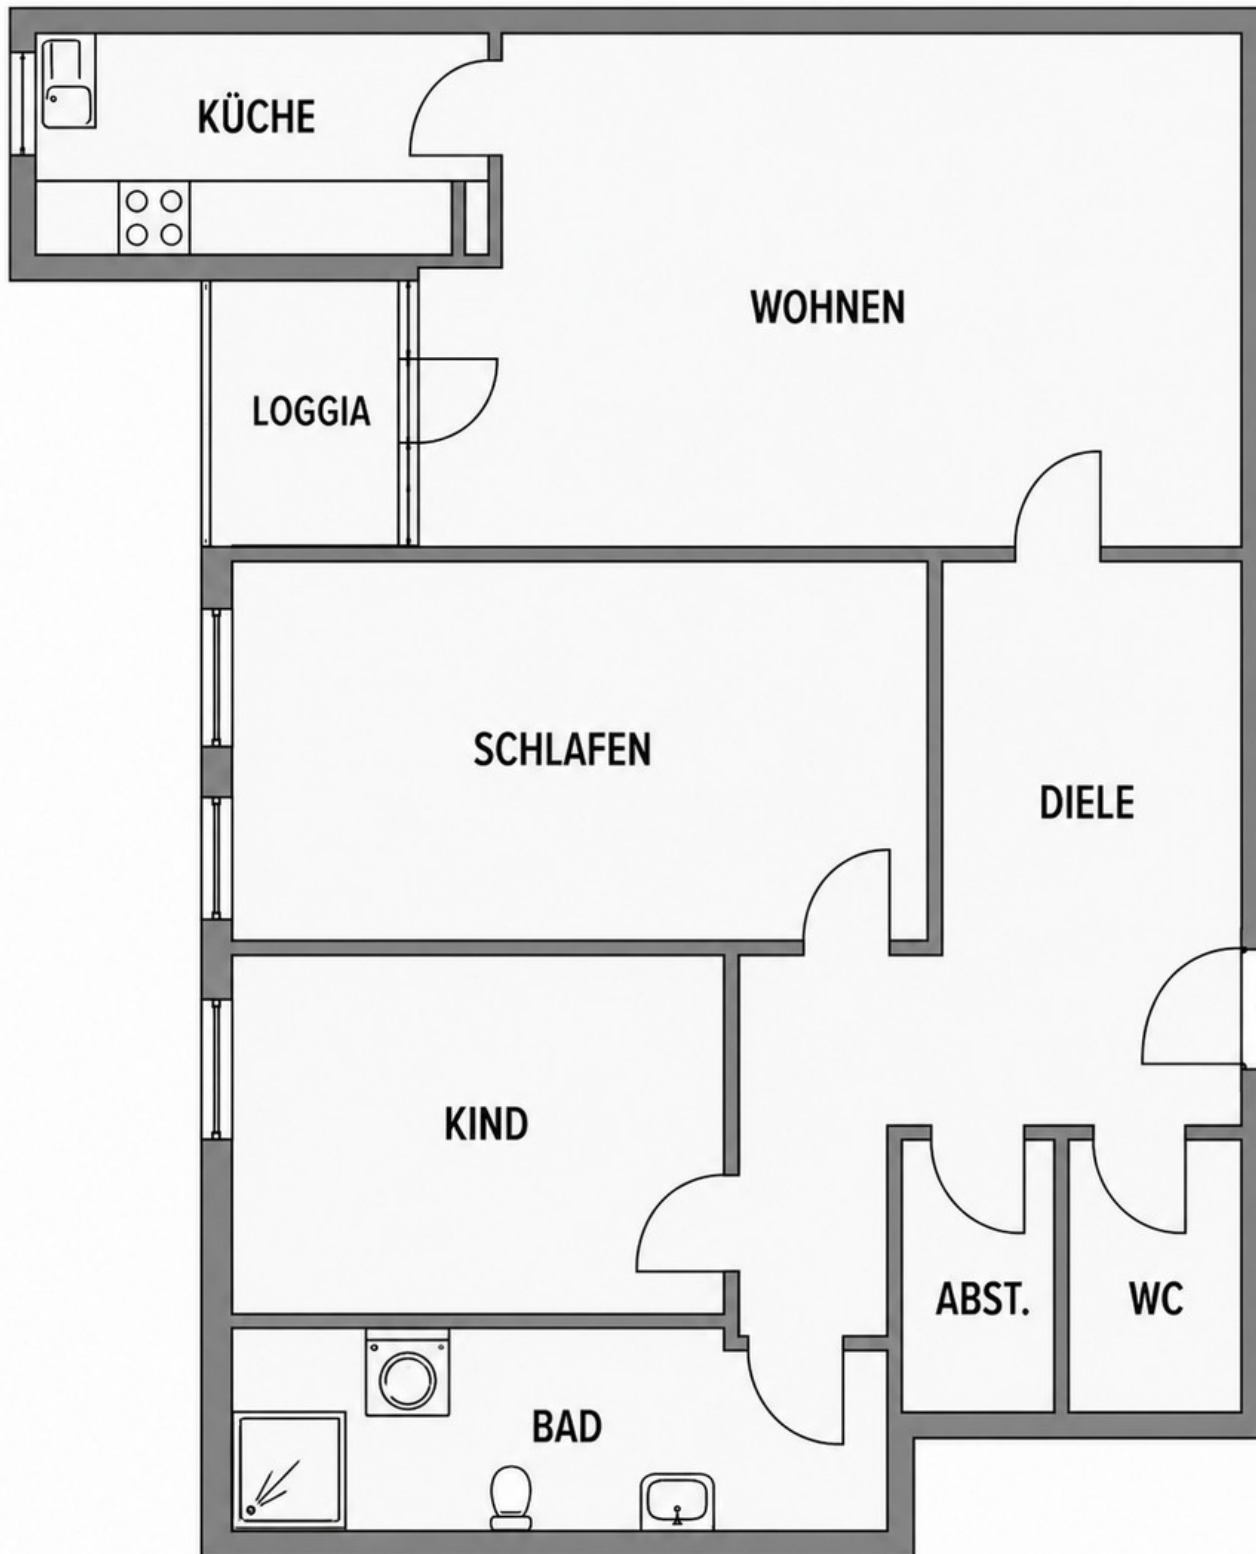 KÜCHE
WOHNEN
LOGGIA
SCHLAFEN
DIELE
KIND
ABST.
WC
BAD